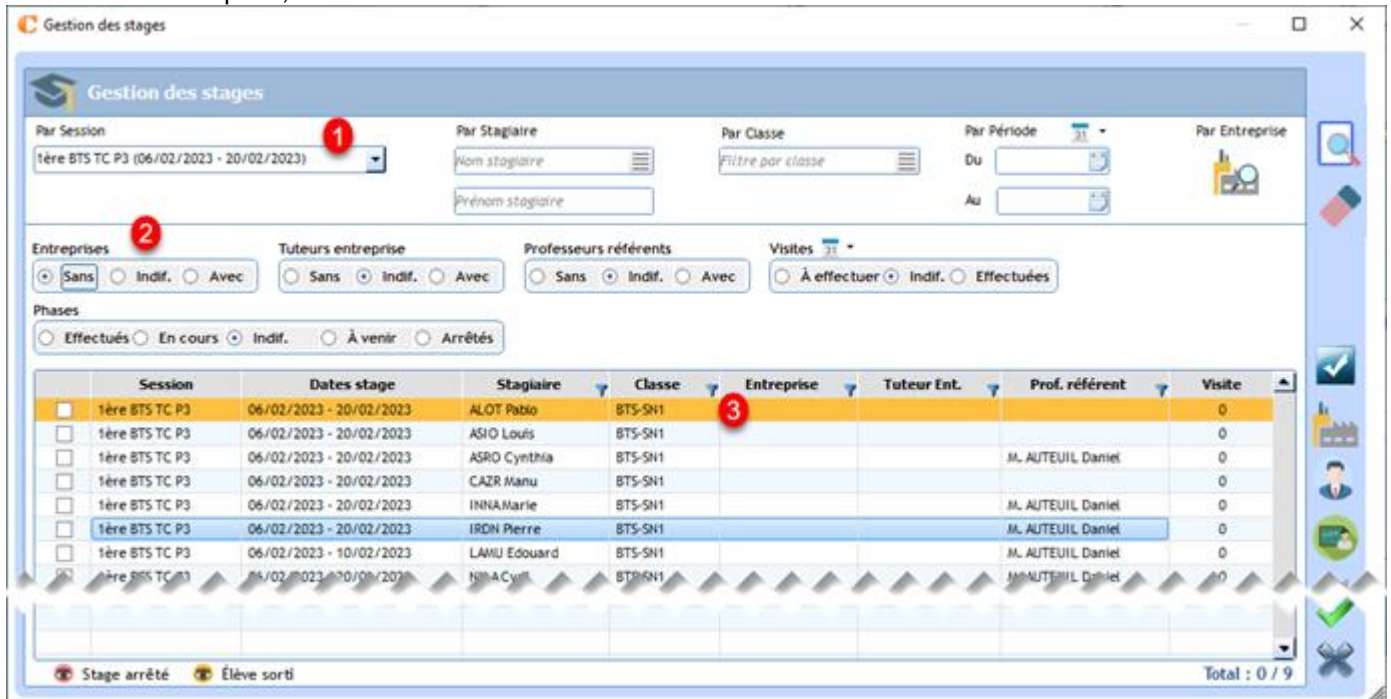 Gestion des stages
Gestion des stages
Par Session
1
Par Stagiaire
Par Classe
Par Période
31
Par Entreprise
1ère BTS TC P3 (06/02/2023 - 20/02/2023)
Nom stagiaire
Filtre par classe
Du
Prénom stagiaire
Au
2
Entreprises
Tuteurs entreprise
Professeurs référents
Visites
31
Sans Indif. Avec
Sans Indif. Avec
Sans Indif. Avec
À effectuer Indif. Effectuées
Phases
Effectués En cours Indif. À venir Arrêtés
Session Dates stage Stagiaire Classe Entreprise Tuteur Ent. Prof. référent Visite
1ère BTS TC P3 06/02/2023 - 20/02/2023 ALOT Pablo BTS-SN1 3 0
1ère BTS TC P3 06/02/2023 - 20/02/2023 ASIO Louis BTS-SN1 0
1ère BTS TC P3 06/02/2023 - 20/02/2023 ASRO Cynthia BTS-SN1 M. AUTEUIL Daniel 0
1ère BTS TC P3 06/02/2023 - 20/02/2023 CAZR Manu BTS-SN1 0
1ère BTS TC P3 06/02/2023 - 20/02/2023 INNAMarie BTS-SN1 M. AUTEUIL Daniel 0
1ère BTS TC P3 06/02/2023 - 20/02/2023 IRDN Pierre BTS-SN1 M. AUTEUIL Daniel 0
1ère BTS TC P3 06/02/2023 - 10/02/2023 LAMU Edouard BTS-SN1 M. AUTEUIL Daniel 0
Stage arrêté Élève sorti Total : 0 / 9